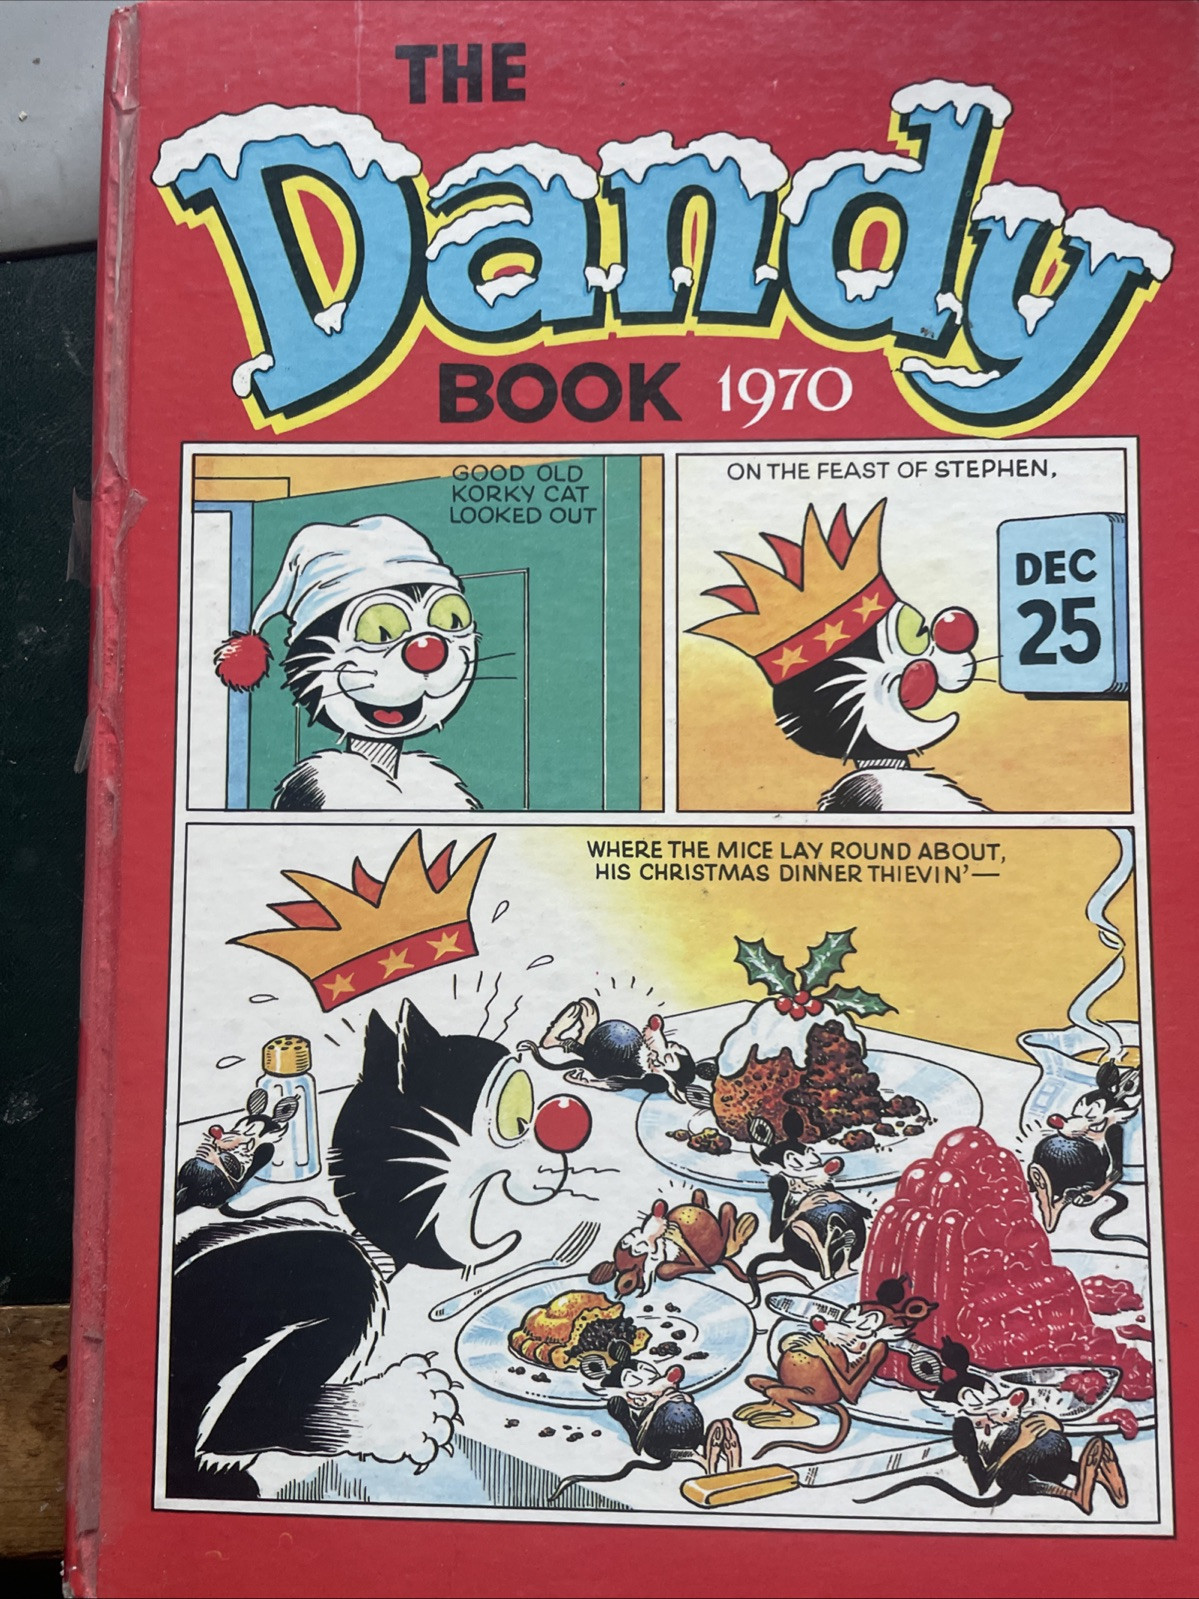 THE
Dandy
BOOK 1970
GOOD OLD
KORKY CAT
LOOKED OUT
ON THE FEAST OF STEPHEN,
DEC
25
WHERE THE MICE LAY ROUND ABOUT,
HIS CHRISTMAS DINNER THIEVIN'—